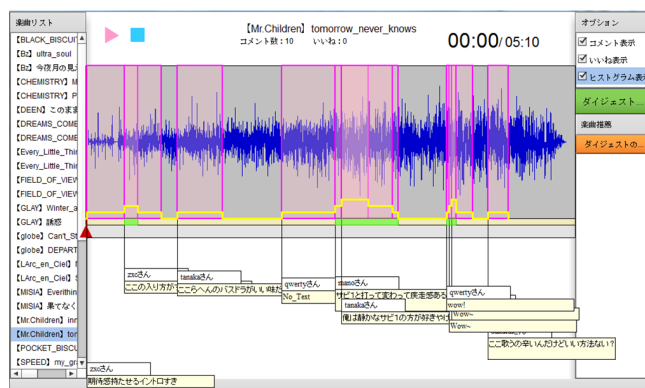 楽曲リスト
【BLACK_BISCUI
【Bz】ultra_soul
【Bz】今夜月の見え
【CHEMISTRY】M
【CHEMISTRY】P
【DEEN】このまま
【DREAMS_COME
【DREAMS_COME
【Every_Little_Thin
【Every_Little_Thin
【FIELD_OF_VIEW
【FIELD_OF_VIEW
【GLAY】Winter_a
【GLAY】誘惑
【globe】Can't_St
【globe】DEPART
【LArc_en_Ciel】
【LArc_en_Ciel】S
【MISIA】Everithin
【MISIA】果てなく
【Mr.Children】inn
【Mr.Children】tor
【POCKET_BISCU
【SPEED】my_gra
【Mr.Children】tomorrow_never_knows
コメント数:10 いいね:0
00:00/ 05:10
オプション
コメント表示
いいね表示
ヒストグラム表示
ダイジェスト...
楽曲推薦
ダイジェストの...
zxcさん
ここの入り方が
tanakaさん
ここらへんのバスドラがいい味だ
qwertyさん
No_Text
nanoさん
サビ1と打って変わって疾走感ある
tanakaさん
俺は静かなサビ1の方が好きやけ
qwertyさん
wow!
Wow~
Wow~
ここ歌うの辛いんだけどいい方法ない?
zxcさん
期待感持たせるイントロすき